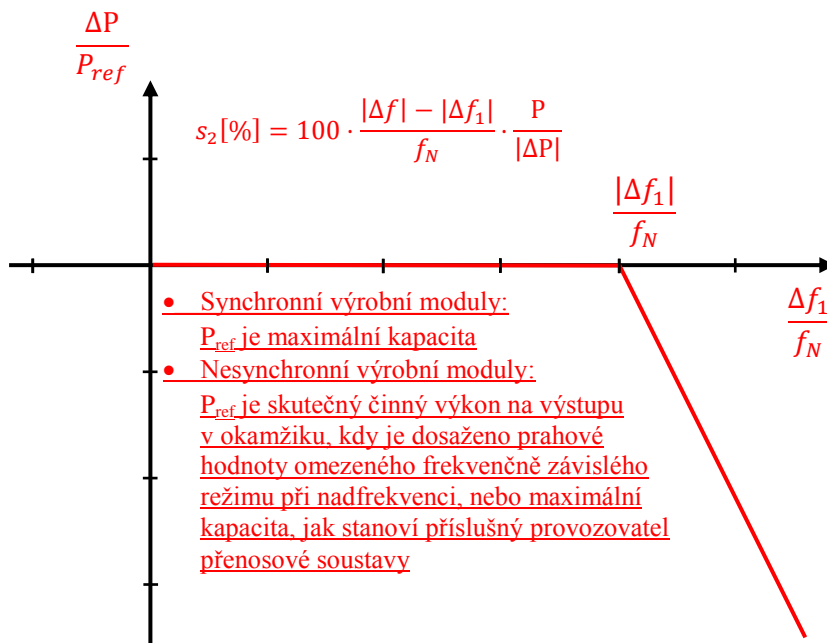 ΔP
P_ref
s₂[%] = 100 · (|Δf| − |Δf₁|)/f_N · P/|ΔP|
|Δf₁|
f_N
Δf₁
f_N
• Synchronní výrobní moduly:
P_ref je maximální kapacita
• Nesynchronní výrobní moduly:
P_ref je skutečný činný výkon na výstupu
v okamžiku, kdy je dosaženo prahové
hodnoty omezeného frekvenčně závislého
režimu při nadfrekvenci, nebo maximální
kapacita, jak stanoví příslušný provozovatel
přenosové soustavy